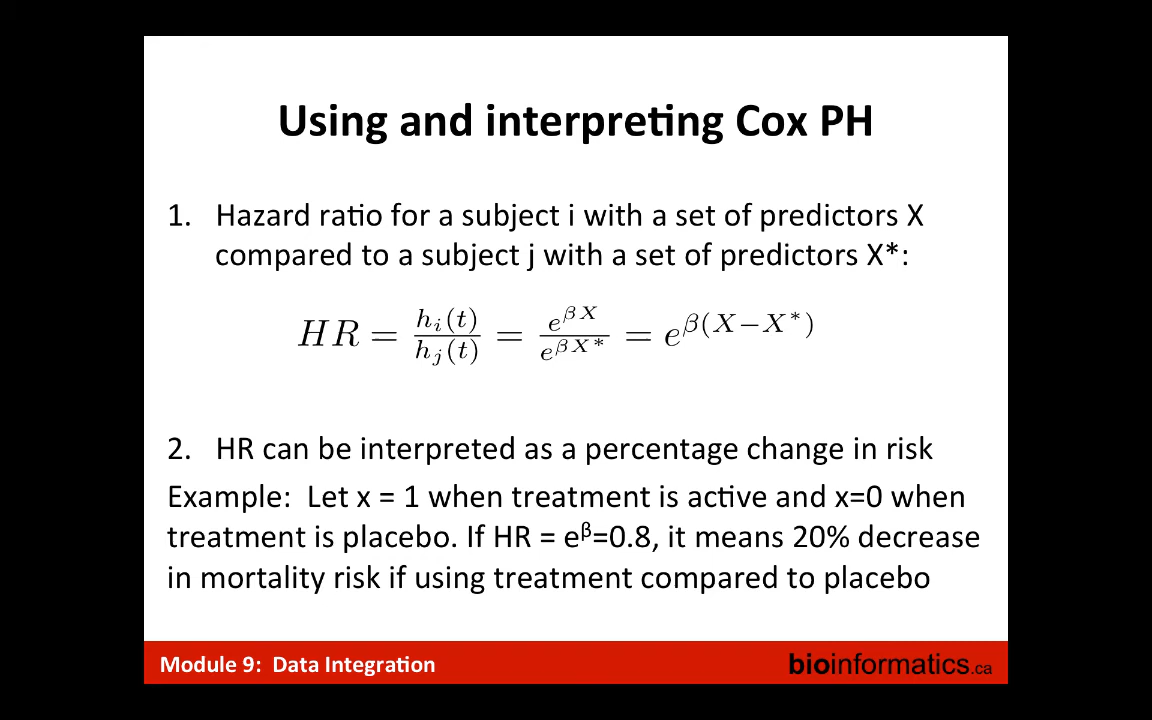 Using and interpreting Cox PH
1. Hazard ratio for a subject i with a set of predictors X
compared to a subject j with a set of predictors X*:
HR = h_i(t)/h_j(t) = e^{βX}/e^{βX*} = e^{β(X−X*)}
2. HR can be interpreted as a percentage change in risk
Example: Let x = 1 when treatment is active and x=0 when
treatment is placebo. If HR = e^β=0.8, it means 20% decrease
in mortality risk if using treatment compared to placebo
Module 9: Data Integration
bioinformatics.ca